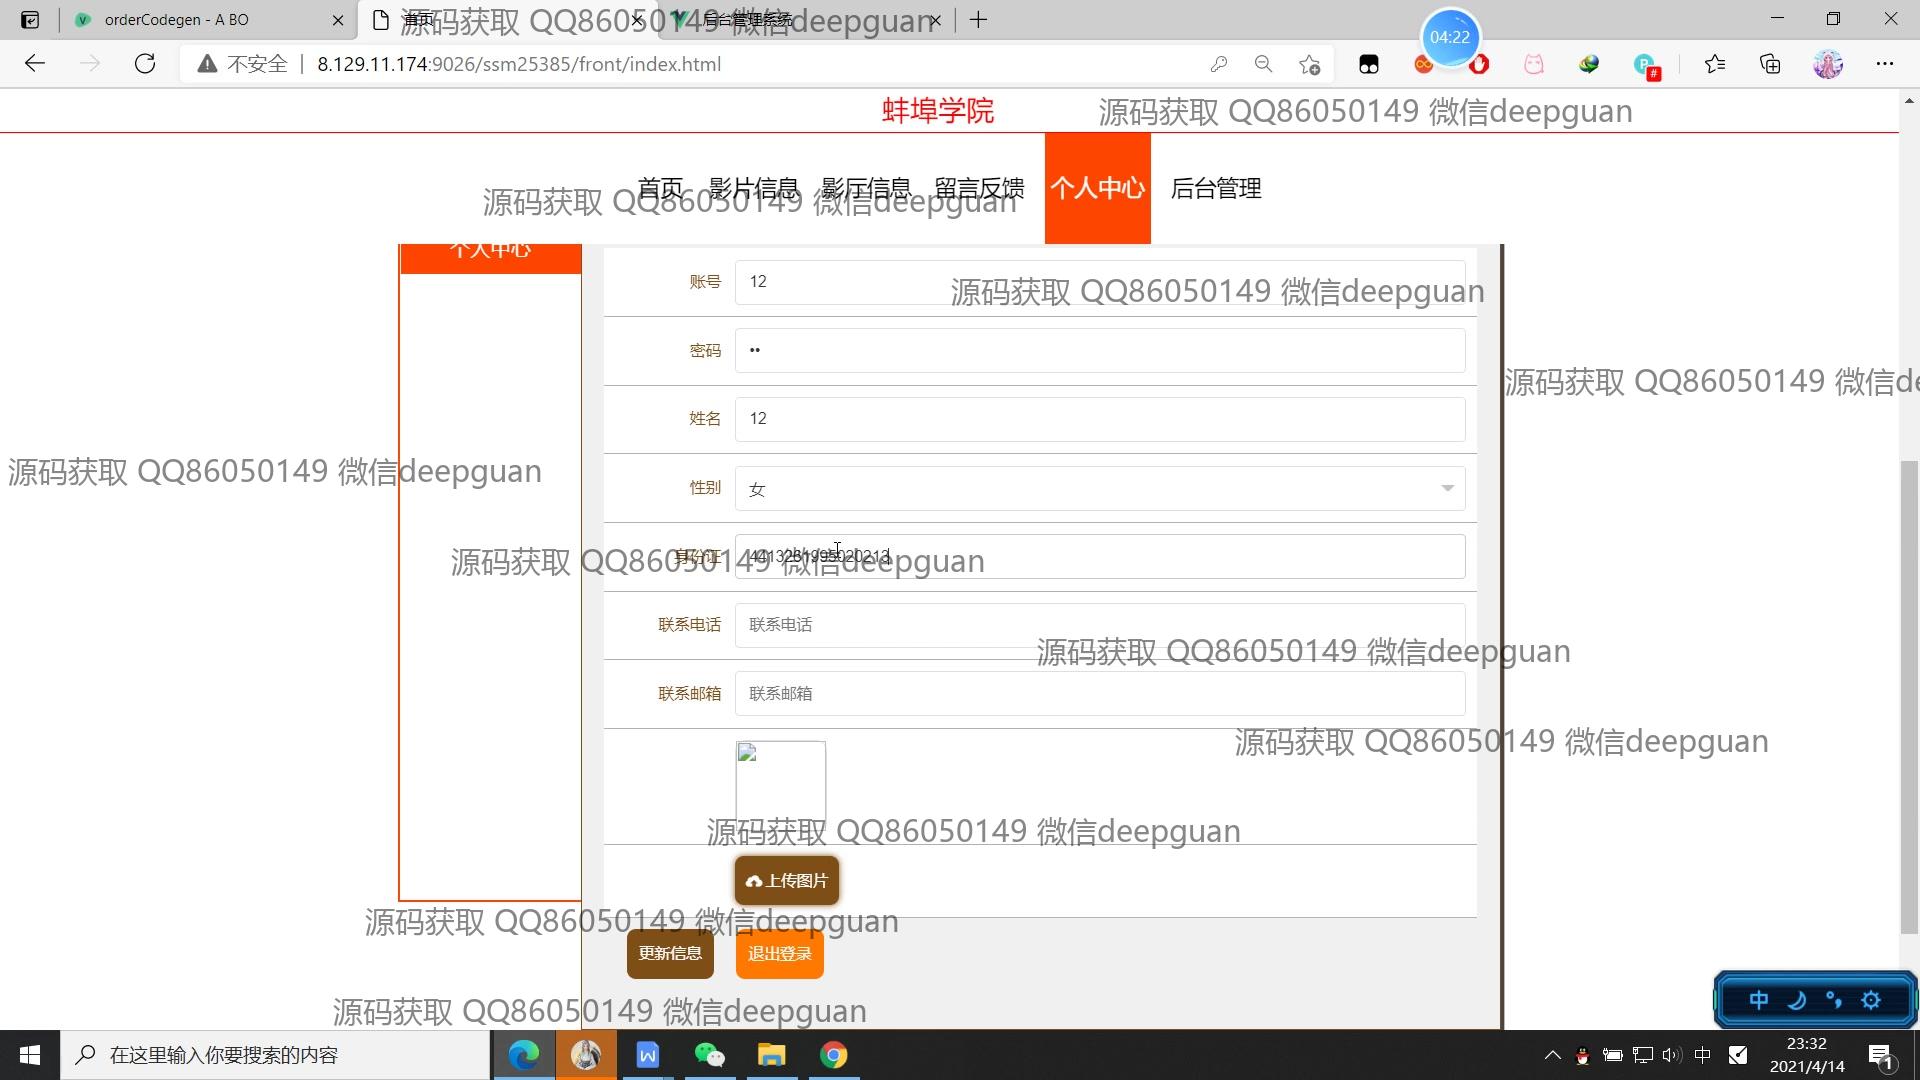 orderCodegen - A BO
首页
后台管理系统
源码获取 QQ86050149 微信deepguan
04:22
不安全 | 8.129.11.174:9026/ssm25385/front/index.html
蚌埠学院
源码获取 QQ86050149 微信deepguan
首页 影片信息 影厅信息 留言反馈 个人中心 后台管理
源码获取 QQ86050149 微信deepguan
个人中心
账号 12
源码获取 QQ86050149 微信deepguan
密码 ••
源码获取 QQ86050149 微信de
姓名 12
源码获取 QQ86050149 微信deepguan
性别 女
身份证 4413261995020213
源码获取 QQ86050149 微信deepguan
联系电话 联系电话
源码获取 QQ86050149 微信deepguan
联系邮箱 联系邮箱
源码获取 QQ86050149 微信deepguan
源码获取 QQ86050149 微信deepguan
上传图片
源码获取 QQ86050149 微信deepguan
更新信息 退出登录
源码获取 QQ86050149 微信deepguan
中
在这里输入你要搜索的内容
中
23:32
2021/4/14
1